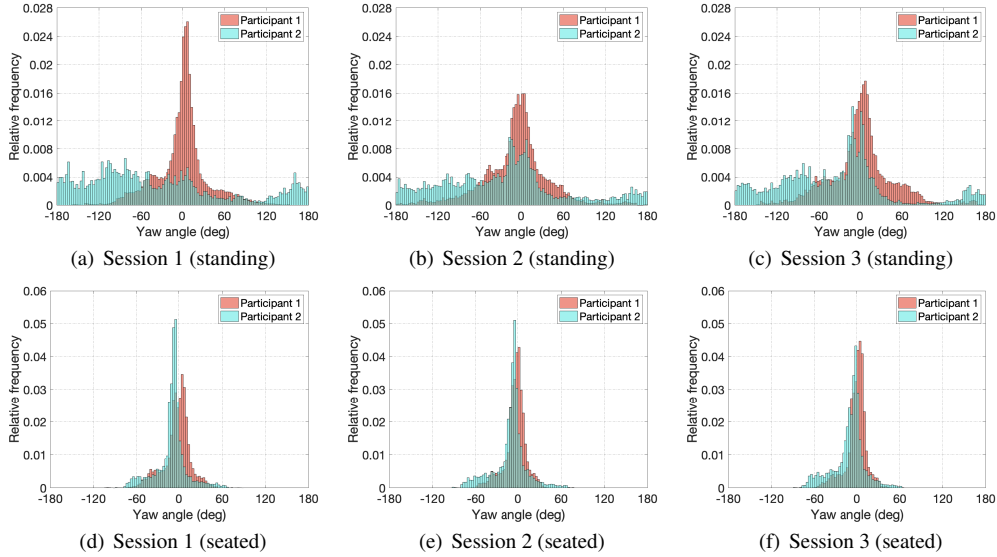 0.028
0.024
0.02
0.016
0.012
0.008
0.004
0
Relative frequency
Participant 1
Participant 2
-180 -120 -60 0 60 120 180
Yaw angle (deg)
(a) Session 1 (standing)
0.028
0.024
0.02
0.016
0.012
0.008
0.004
0
Relative frequency
Participant 1
Participant 2
-180 -120 -60 0 60 120 180
Yaw angle (deg)
(b) Session 2 (standing)
0.028
0.024
0.02
0.016
0.012
0.008
0.004
0
Relative frequency
Participant 1
Participant 2
-180 -120 -60 0 60 120 180
Yaw angle (deg)
(c) Session 3 (standing)
0.06
0.05
0.04
0.03
0.02
0.01
0
Relative frequency
Participant 1
Participant 2
-180 -120 -60 0 60 120 180
Yaw angle (deg)
(d) Session 1 (seated)
0.06
0.05
0.04
0.03
0.02
0.01
0
Relative frequency
Participant 1
Participant 2
-180 -120 -60 0 60 120 180
Yaw angle (deg)
(e) Session 2 (seated)
0.06
0.05
0.04
0.03
0.02
0.01
0
Relative frequency
Participant 1
Participant 2
-180 -120 -60 0 60 120 180
Yaw angle (deg)
(f) Session 3 (seated)